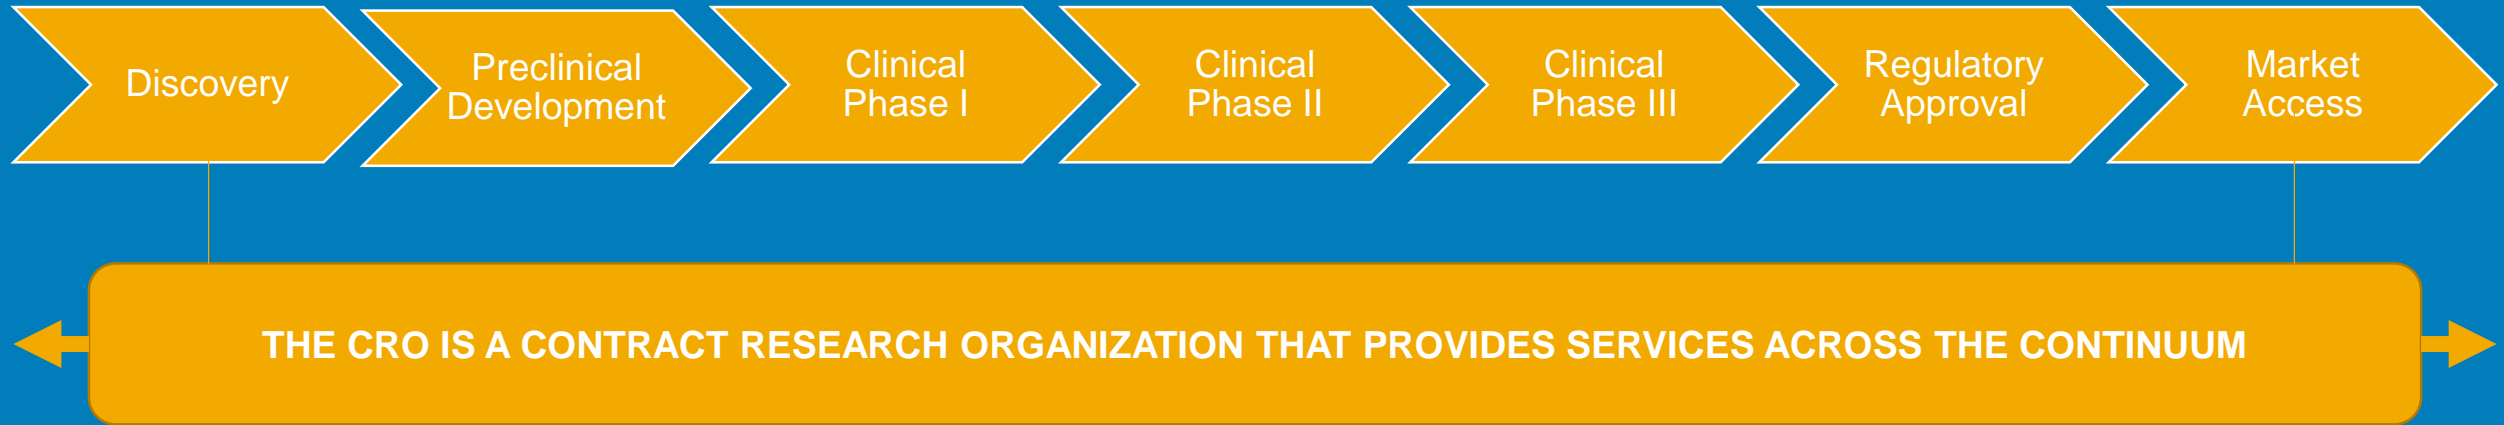 Discovery
Preclinical
Development
Clinical
Phase I
Clinical
Phase II
Clinical
Phase III
Regulatory
Approval
Market
Access
THE CRO IS A CONTRACT RESEARCH ORGANIZATION THAT PROVIDES SERVICES ACROSS THE CONTINUUM